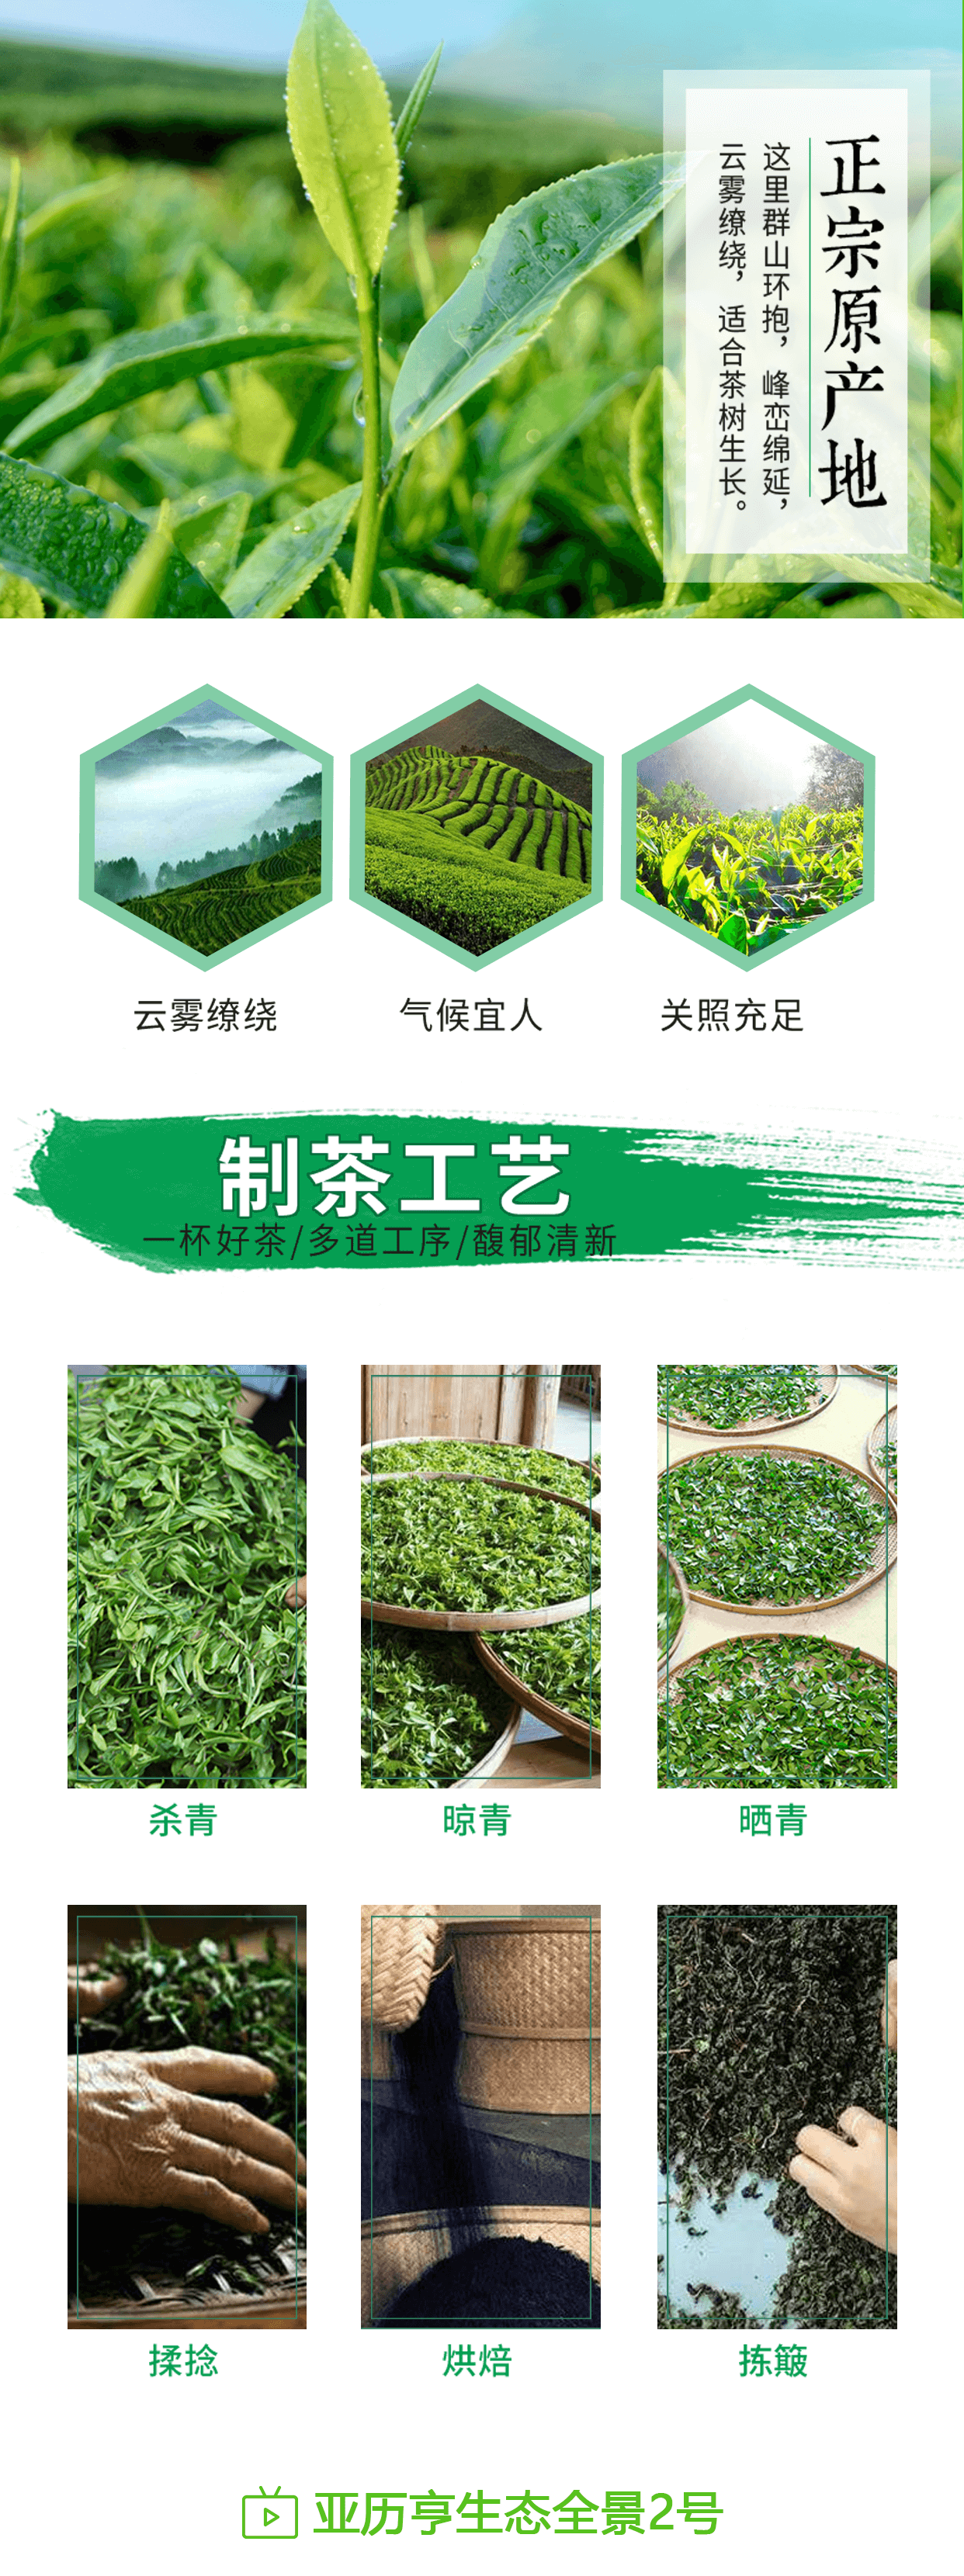 正宗原产地
这里群山环抱，峰峦绵延，
云雾缭绕，适合茶树生长。
云雾缭绕
气候宜人
关照充足
制茶工艺
一杯好茶/多道工序/馥郁清新
杀青
晾青
晒青
揉捻
烘焙
拣簸
亚历亨生态全景2号